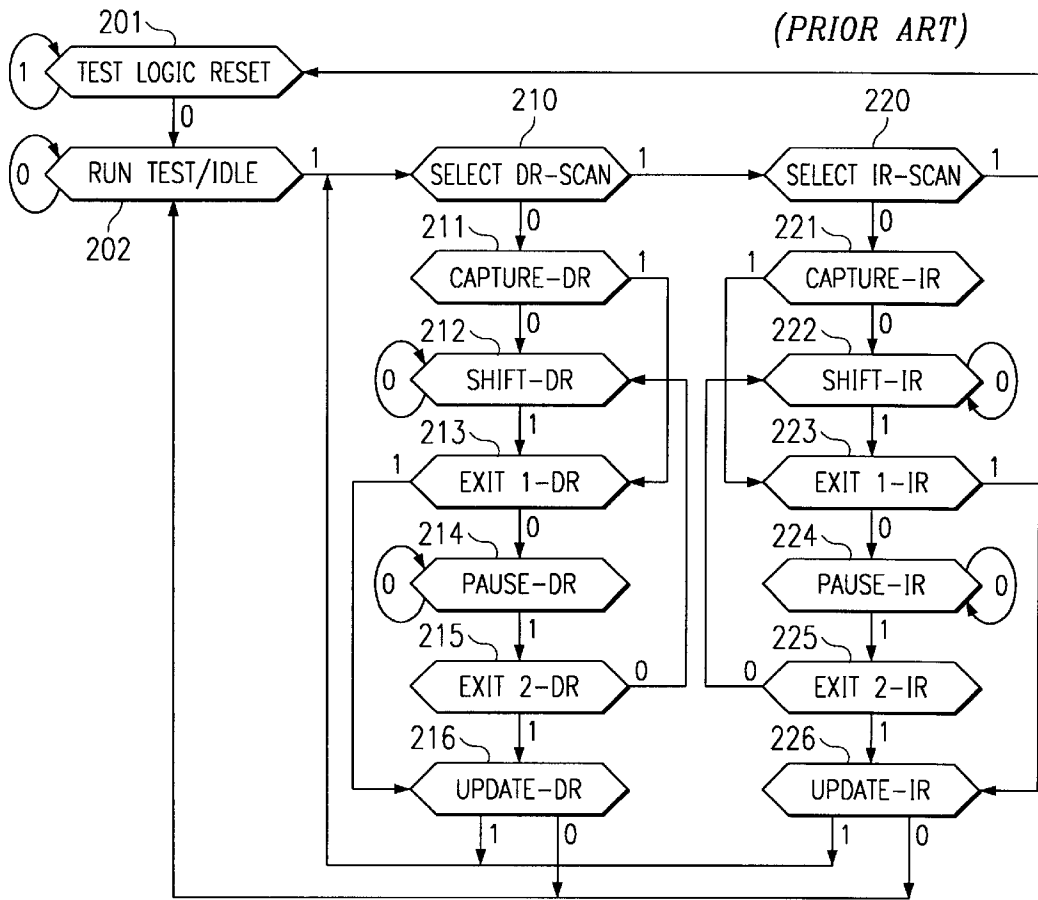 (PRIOR ART)
201
1
TEST LOGIC RESET
0
210
220
0
RUN TEST/IDLE
1
SELECT DR-SCAN
1
SELECT IR-SCAN
1
202
0
0
211
221
CAPTURE-DR
1
1
CAPTURE-IR
0
0
212
222
0
SHIFT-DR
SHIFT-IR
0
1
1
213
223
1
EXIT 1-DR
EXIT 1-IR
1
0
0
214
224
0
PAUSE-DR
PAUSE-IR
0
1
1
215
225
EXIT 2-DR
0
0
EXIT 2-IR
1
1
216
226
UPDATE-DR
UPDATE-IR
1
0
1
0